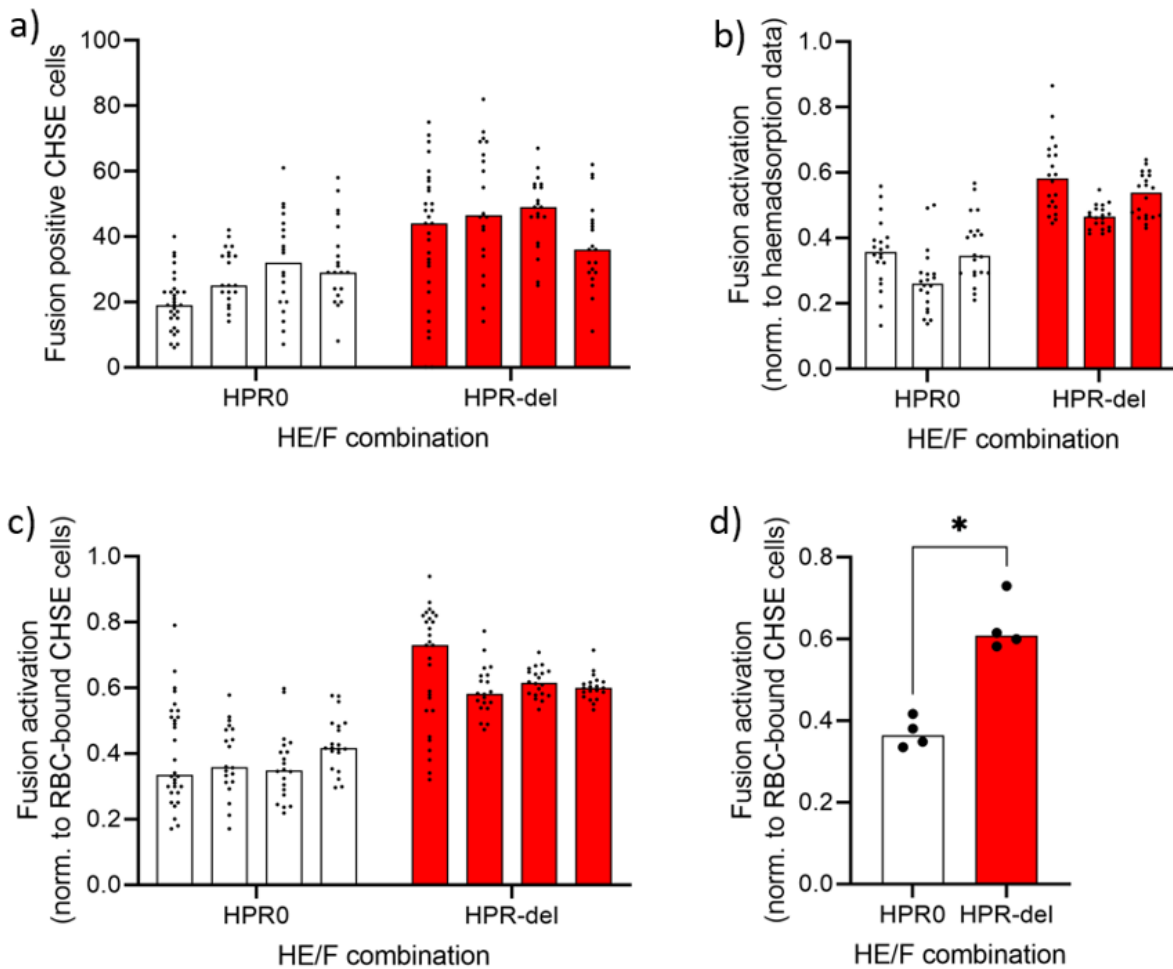 a)
Fusion positive CHSE cells
100
80
60
40
20
0
HPR0 HPR-del
HE/F combination
b)
Fusion activation
(norm. to haemadsorption data)
1.0
0.8
0.6
0.4
0.2
0.0
HPR0 HPR-del
HE/F combination
c)
Fusion activation
(norm. to RBC-bound CHSE cells)
1.0
0.8
0.6
0.4
0.2
0.0
HPR0 HPR-del
HE/F combination
d)
Fusion activation
(norm. to RBC-bound CHSE cells)
0.8
0.6
0.4
0.2
0.0
*
HPR0 HPR-del
HE/F combination